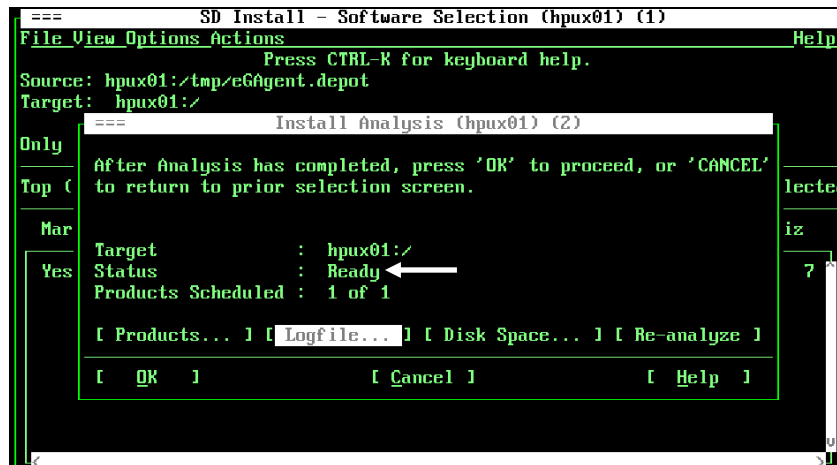 === SD Install - Software Selection (hpux01) (1)
File View Options Actions Help
Press CTRL-K for keyboard help.
Source: hpux01:/tmp/eGAgent.depot
Target: hpux01:/
=== Install Analysis (hpux01) (2)
Only
After Analysis has completed, press 'OK' to proceed, or 'CANCEL'
Top ( to return to prior selection screen. lecte
Mar iz
Target : hpux01:/
Yes Status : Ready 7
Products Scheduled : 1 of 1
[ Products... ] [ Logfile... ] [ Disk Space... ] [ Re-analyze ]
[ OK ] [ Cancel ] [ Help ]